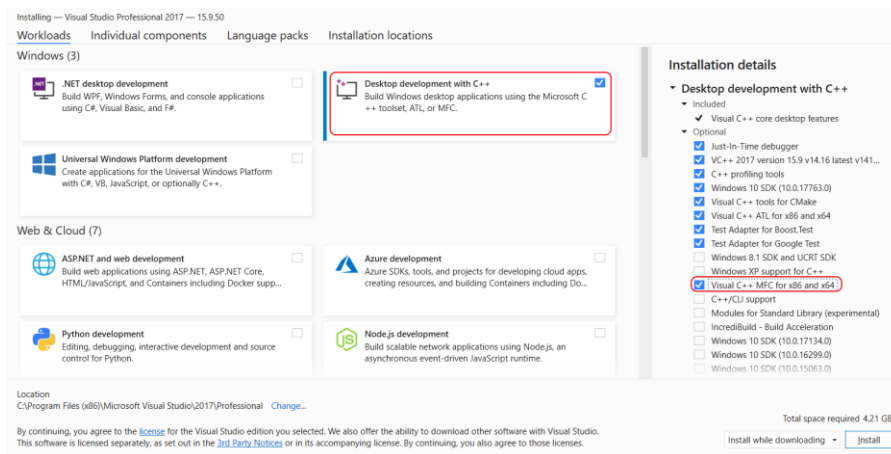 Installing — Visual Studio Professional 2017 — 15.9.50
Workloads Individual components Language packs Installation locations
Windows (3)
.NET desktop development
Build WPF, Windows Forms, and console applications
using C#, Visual Basic, and F#.
Desktop development with C++
Build Windows desktop applications using the Microsoft C
++ toolset, ATL, or MFC.
Universal Windows Platform development
Create applications for the Universal Windows Platform
with C#, VB, JavaScript, or optionally C++.
Web & Cloud (7)
ASP.NET and web development
Build web applications using ASP.NET, ASP.NET Core,
HTML/JavaScript, and Containers including Docker supp...
Azure development
Azure SDKs, tools, and projects for developing cloud apps,
creating resources, and building Containers including Do...
Python development
Editing, debugging, interactive development and source
control for Python.
Node.js development
Build scalable network applications using Node.js, an
asynchronous event-driven JavaScript runtime.
Installation details
Desktop development with C++
Included
Visual C++ core desktop features
Optional
Just-In-Time debugger
VC++ 2017 version 15.9 v14.16 latest v141...
C++ profiling tools
Windows 10 SDK (10.0.17763.0)
Visual C++ tools for CMake
Visual C++ ATL for x86 and x64
Test Adapter for Boost.Test
Test Adapter for Google Test
Windows 8.1 SDK and UCRT SDK
Windows XP support for C++
Visual C++ MFC for x86 and x64
C++/CLI support
Modules for Standard Library (experimental)
IncrediBuild - Build Acceleration
Windows 10 SDK (10.0.17134.0)
Windows 10 SDK (10.0.16299.0)
Windows 10 SDK (10.0.15063.0)
Location
C:\Program Files (x86)\Microsoft Visual Studio\2017\Professional Change...
By continuing, you agree to the license for the Visual Studio edition you selected. We also offer the ability to download other software with Visual Studio.
This software is licensed separately, as set out in the 3rd Party Notices or in its accompanying license. By continuing, you also agree to those licenses.
Total space required 4.21 GB
Install while downloading Install